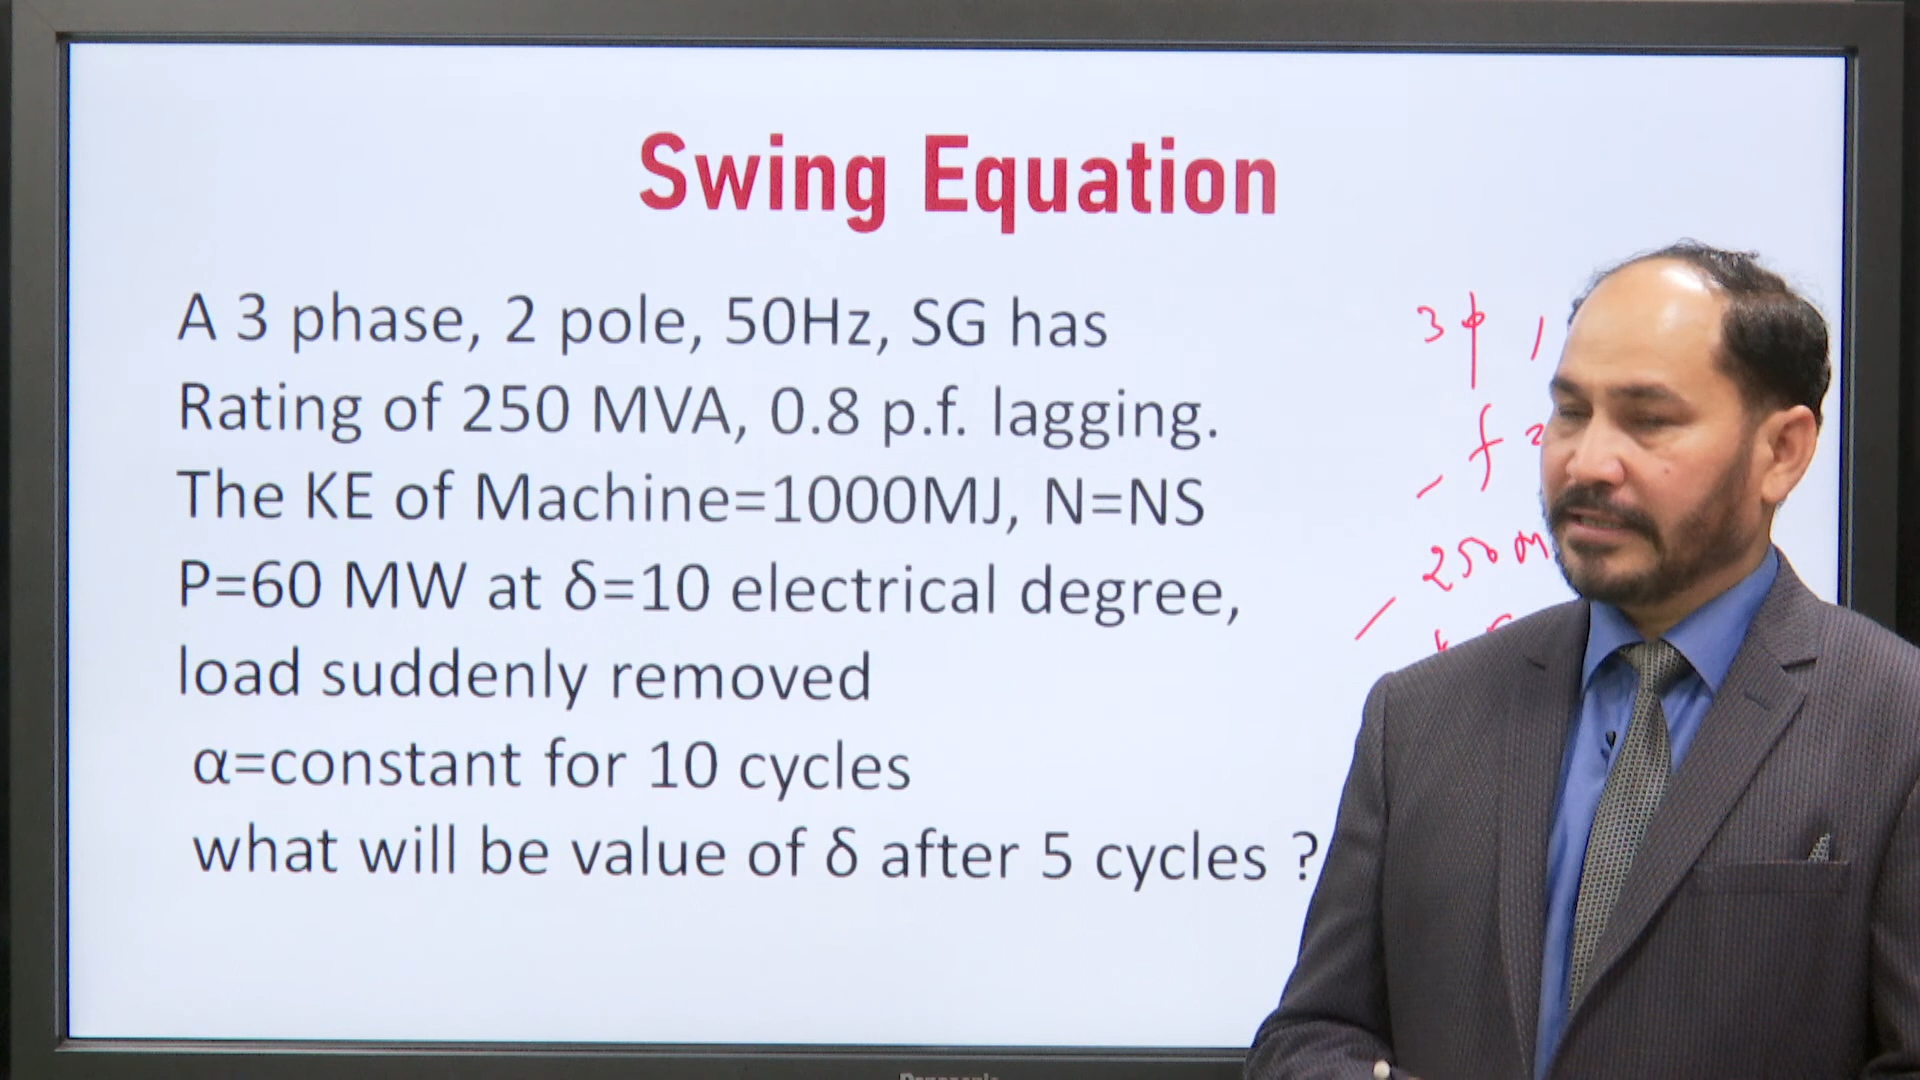 Swing Equation
A 3 phase, 2 pole, 50Hz, SG has
Rating of 250 MVA, 0.8 p.f. lagging.
The KE of Machine=1000MJ, N=NS
P=60 MW at δ=10 electrical degree,
load suddenly removed
α=constant for 10 cycles
what will be value of δ after 5 cycles ?
3 ϕ
f
250 M